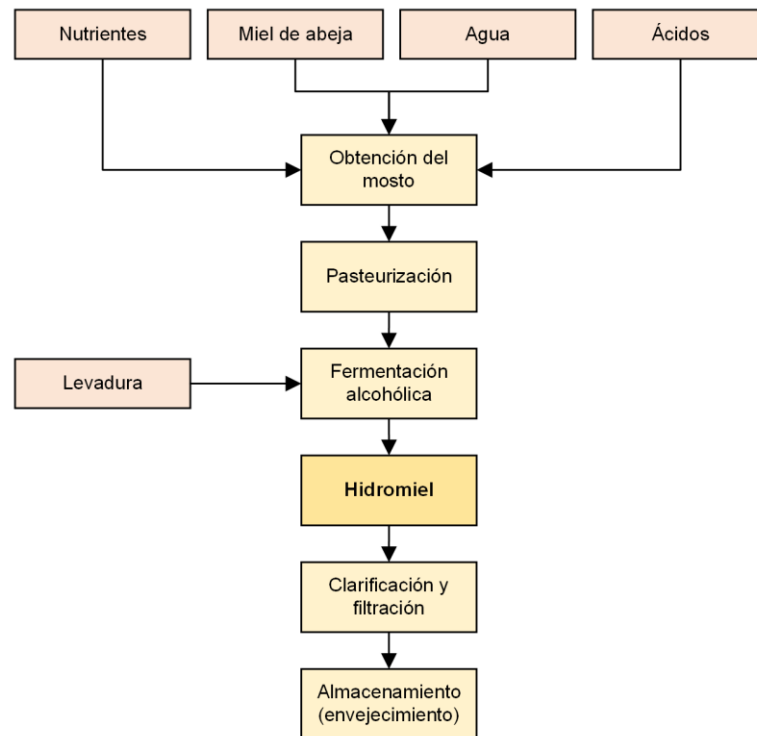 Nutrientes
Miel de abeja
Agua
Ácidos
Obtención del
mosto
Pasteurización
Levadura
Fermentación
alcohólica
Hidromiel
Clarificación y
filtración
Almacenamiento
(envejecimiento)